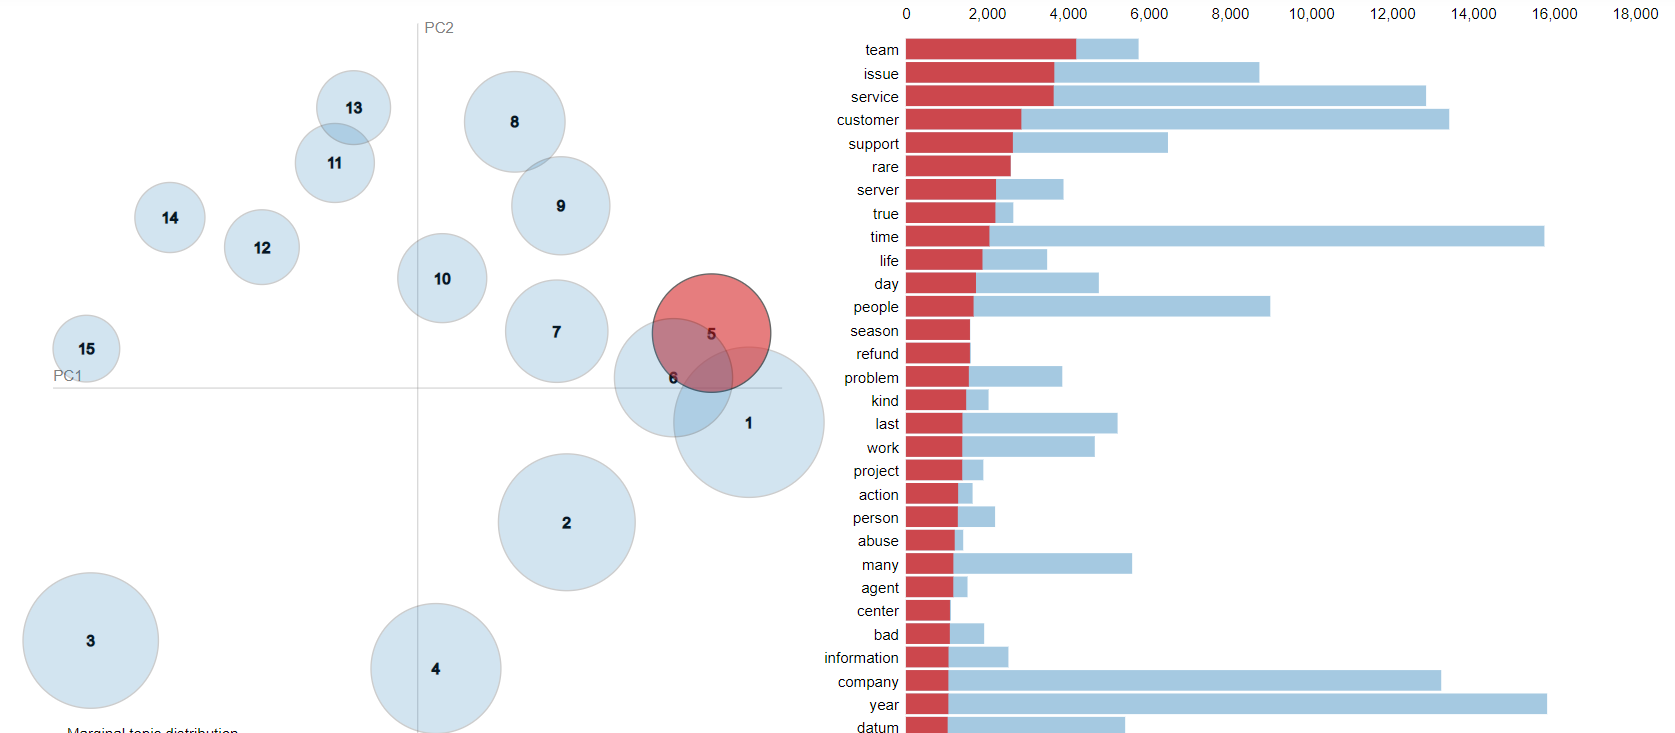 PC2
13
8
11
9
14
12
10
7
5
15
PC1
6
1
2
3
4
Marginal topic distribution
0 2,000 4,000 6,000 8,000 10,000 12,000 14,000 16,000 18,000
team
issue
service
customer
support
rare
server
true
time
life
day
people
season
refund
problem
kind
last
work
project
action
person
abuse
many
agent
center
bad
information
company
year
datum